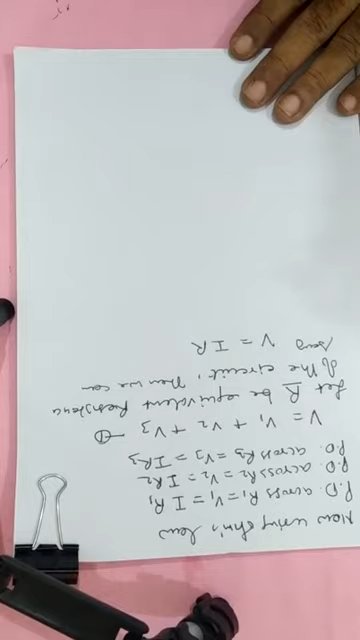 Now using ohm's law
P.D. across R1 = V1 = I R1
P.D. across R2 = V2 = I R2
P.D. across R3 = V3 = I R3
V = V1 + V2 + V3 —①
Let R be equivalent Resistance
of the circuit, Then we can
say V = I R